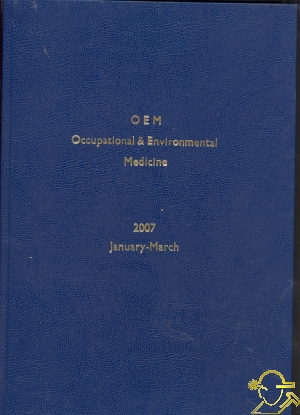 O E M
Occupational & Environmental
Medicine
2007
January-March